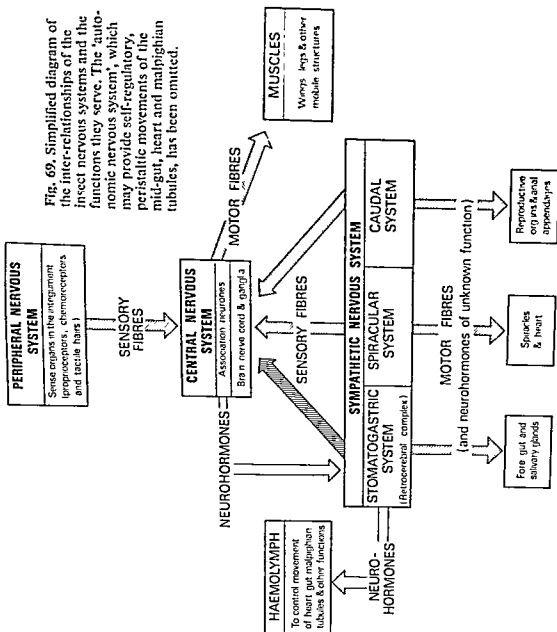 Fig. 69. Simplified diagram of
the inter-relationships of the
insect nervous systems and the
functions they serve. The 'auto-
nomic nervous system', which
may provide self-regulatory,
peristaltic movements of the
mid-gut, heart and malpighian
tubules, has been omitted.
PERIPHERAL NERVOUS
SYSTEM
Sense organs in the integument
(proprioceptors, chemoreceptors
and tactile hairs)
SENSORY
FIBRES
CENTRAL NERVOUS
SYSTEM
Association neurones
Brain nerve cord & ganglia
MOTOR FIBRES
MUSCLES
Wings legs & other
mobile structures
NEUROHORMONES
SENSORY FIBRES
HAEMOLYMPH
To control movement
of heart gut malpighian
tubules & other functions
NEURO-
HORMONES
SYMPATHETIC NERVOUS SYSTEM
STOMATOGASTRIC
SYSTEM
(Retrocerebral complex)
SPIRACULAR
SYSTEM
CAUDAL
SYSTEM
MOTOR FIBRES
(and neurohormones of unknown function)
Fore gut and
salivary glands
Spiracles
& heart
Reproductive
organs & anal
appendages